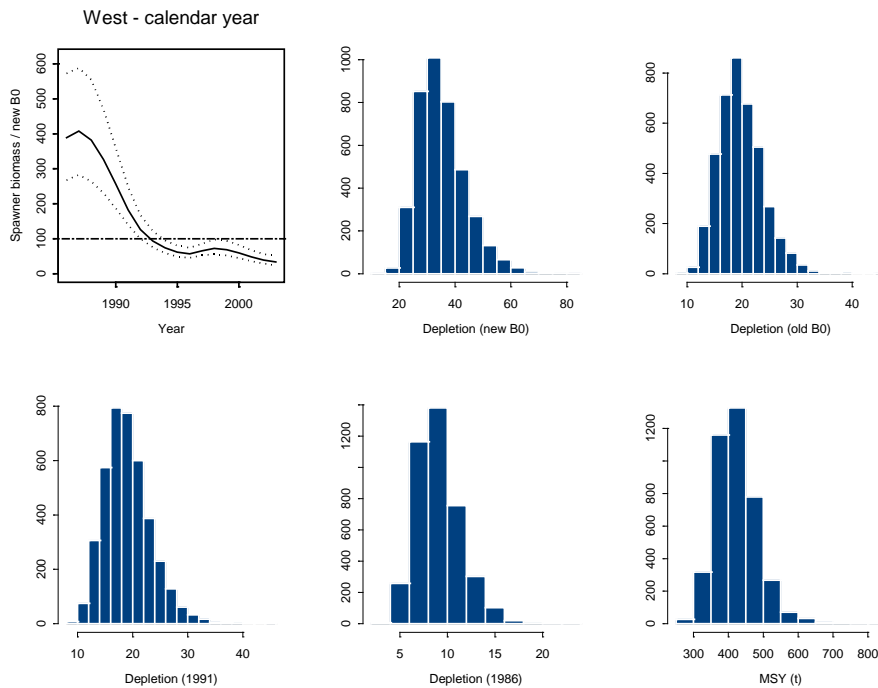 West - calendar year
Spawner biomass / new B0
0 100 200 300 400 500 600
1990 1995 2000
Year
0 200 400 600 800 1000
20 40 60 80
Depletion (new B0)
0 200 400 600 800
10 20 30 40
Depletion (old B0)
0 200 400 600 800
10 20 30 40
Depletion (1991)
0 200 400 600 800 1200
5 10 15 20
Depletion (1986)
0 200 400 600 800 1200
300 400 500 600 700 800
MSY (t)